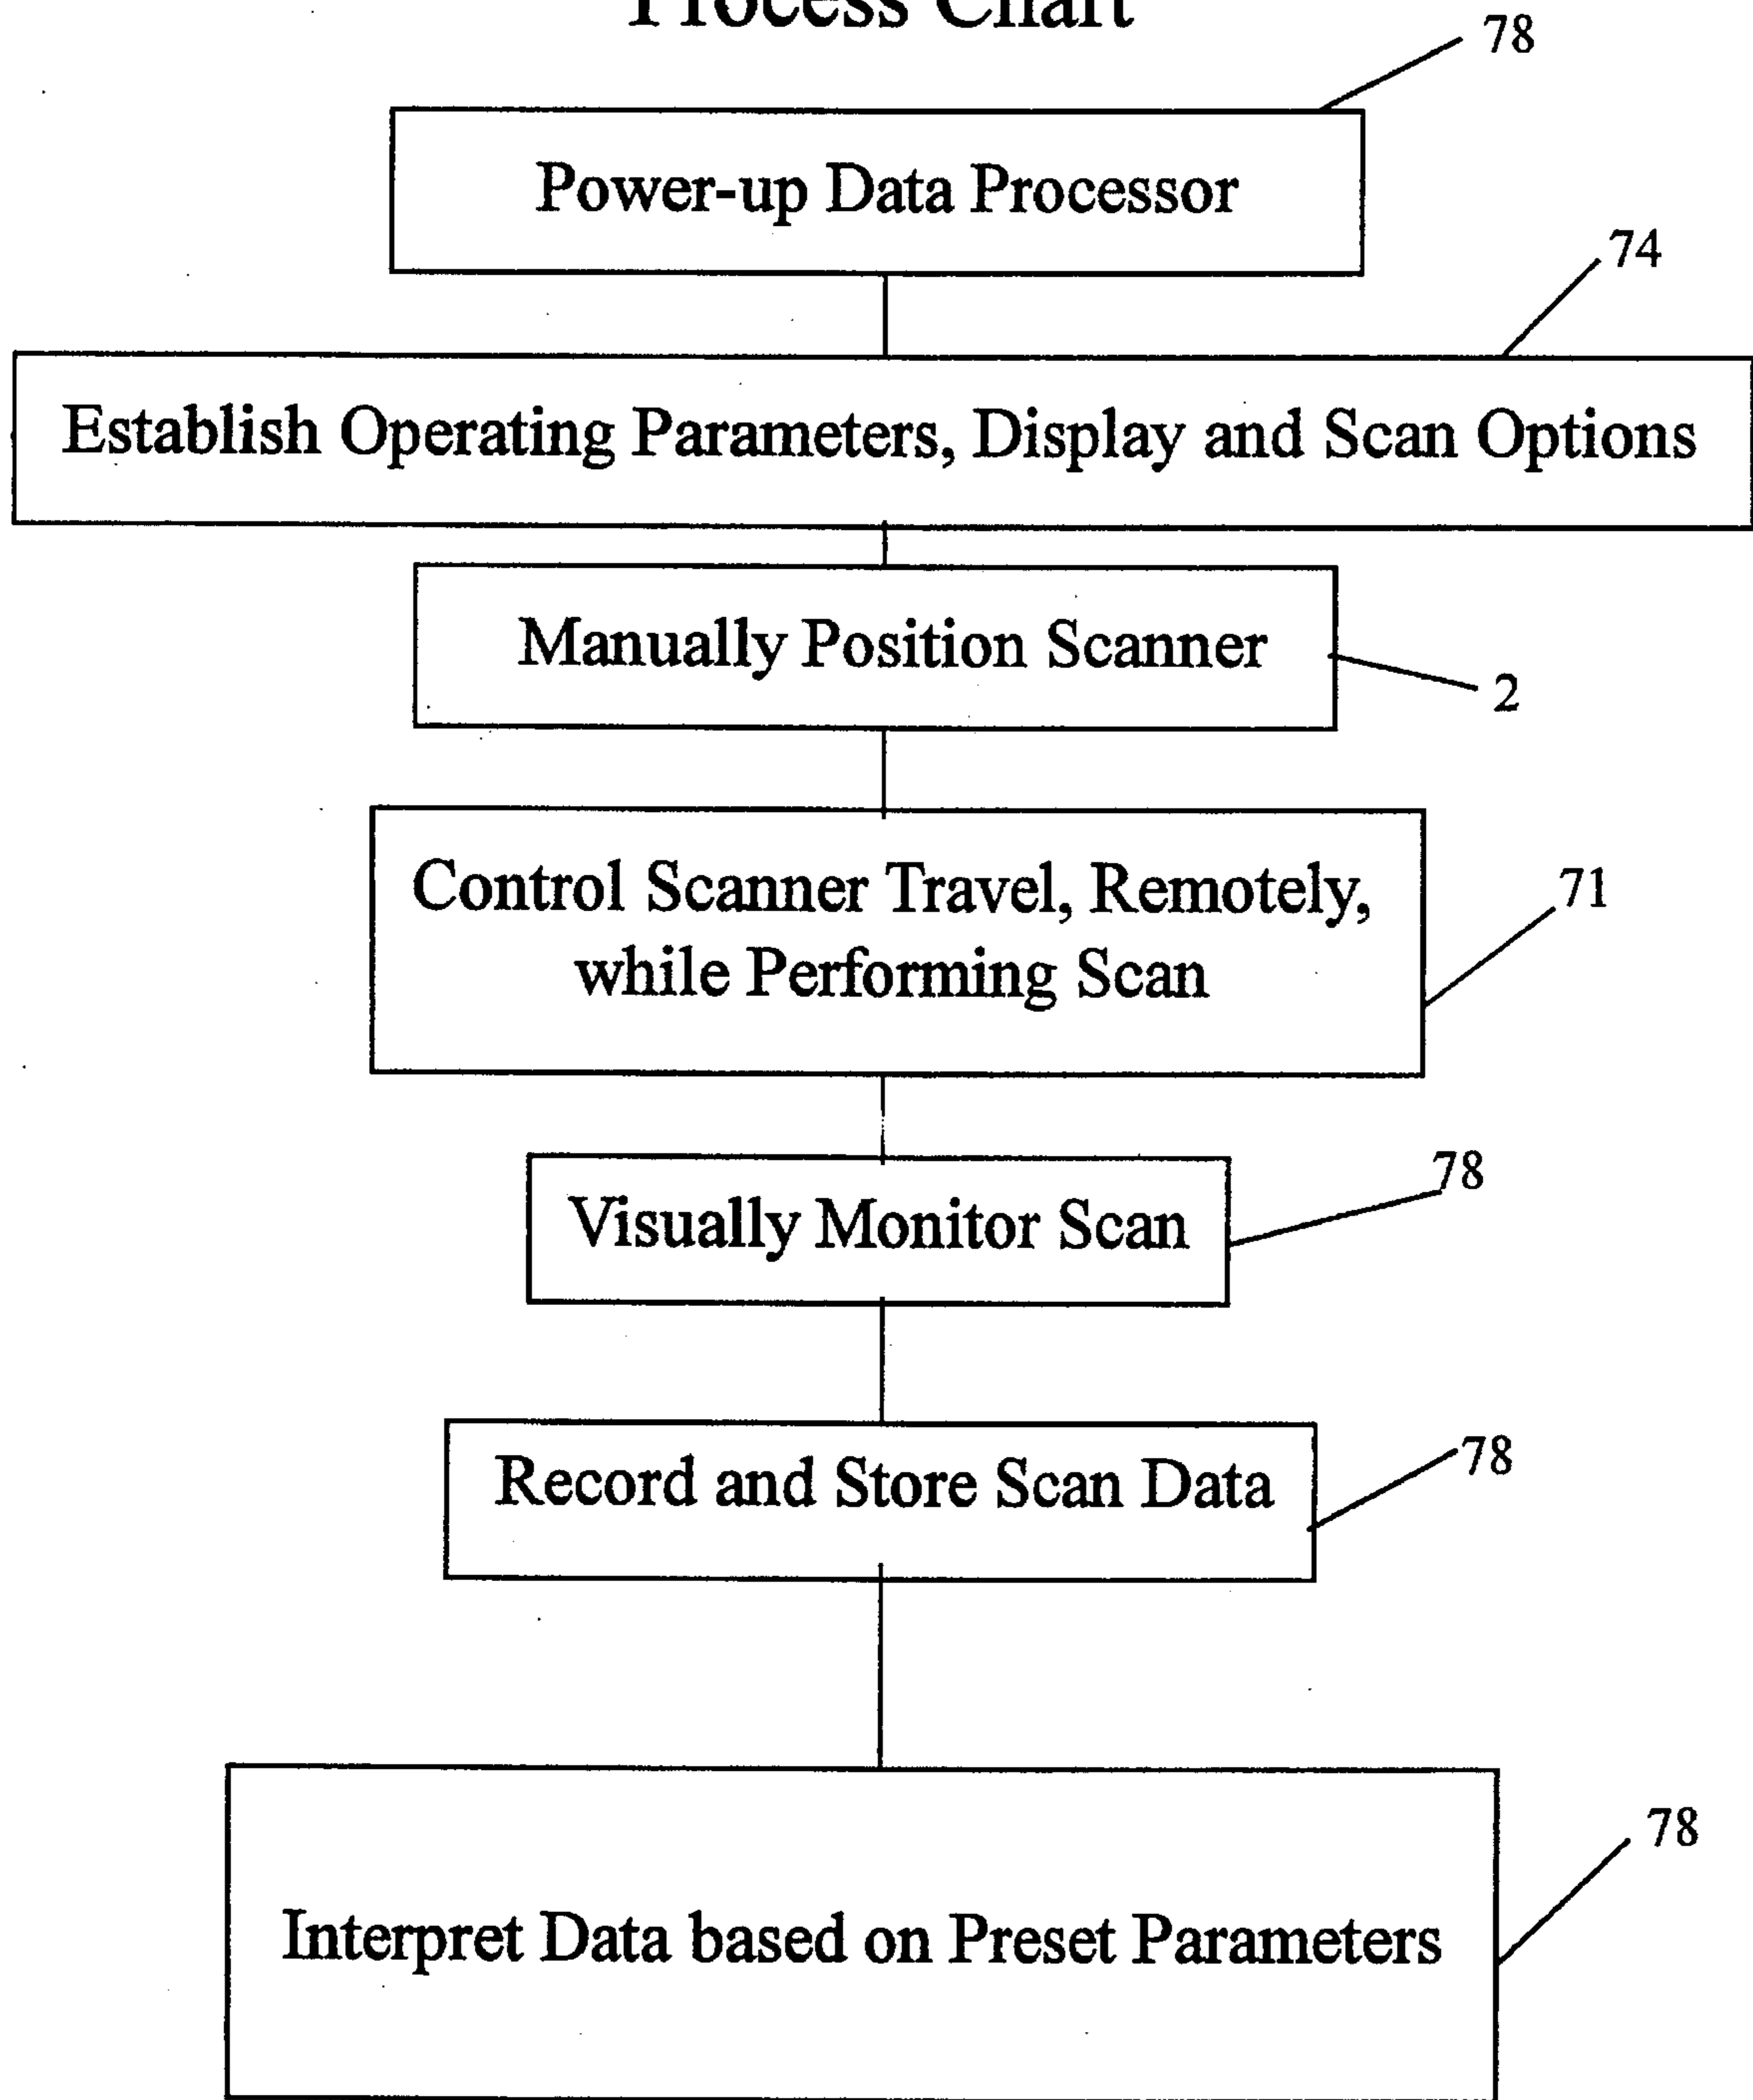 Process Chart
78
Power-up Data Processor
74
Establish Operating Parameters, Display and Scan Options
Manually Position Scanner
2
Control Scanner Travel, Remotely,
while Performing Scan
71
78
Visually Monitor Scan
Record and Store Scan Data
78
78
Interpret Data based on Preset Parameters